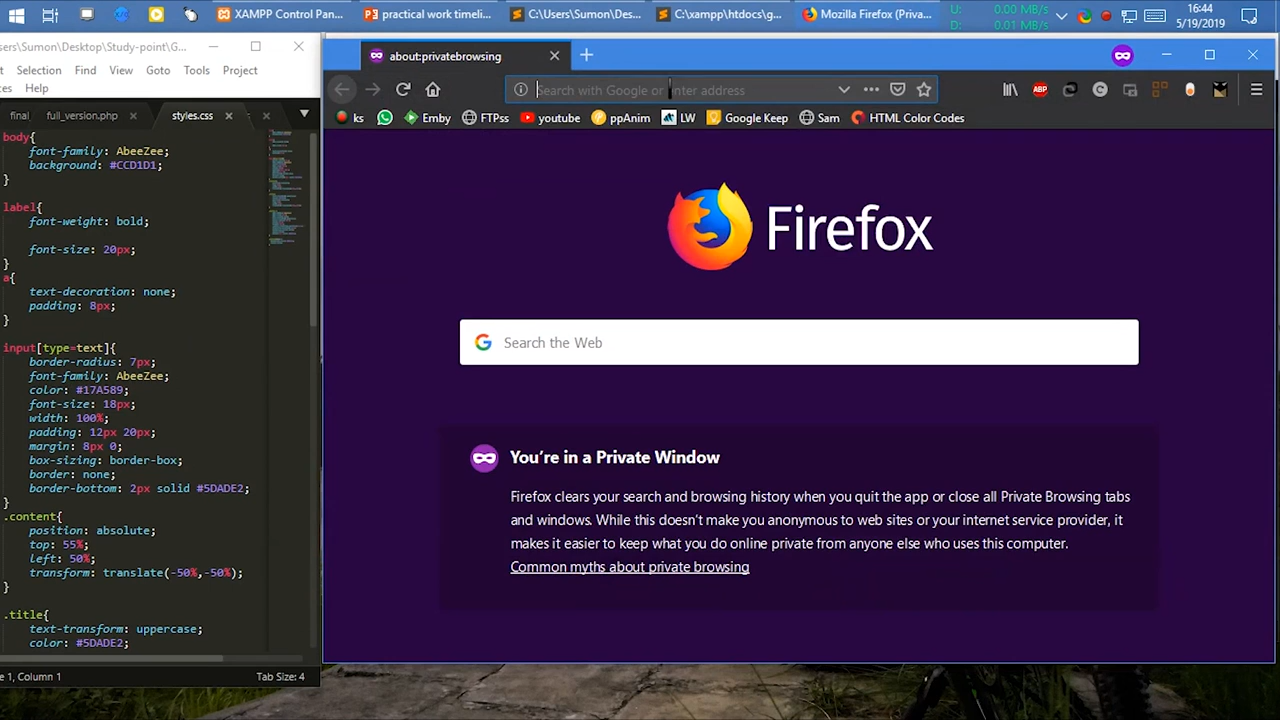 XAMPP Control Pan...
practical work timeli...
C:\Users\Sumon\Des...
C:\xampp\htdocs\g...
Mozilla Firefox (Priva...
U: 0.00 MB/s
D: 0.01 MB/s
16:44
5/19/2019
sers\Sumon\Desktop\Study-point\G...
t Selection Find View Goto Tools Project
ces Help
final
full_version.php
styles.css
body{
font-family: AbeeZee;
background: #CCD1D1;
}
label{
font-weight: bold;
font-size: 20px;
}
a{
text-decoration: none;
padding: 8px;
}
input[type=text]{
border-radius: 7px;
font-family: AbeeZee;
color: #17A589;
font-size: 18px;
width: 100%;
padding: 12px 20px;
margin: 8px 0;
box-sizing: border-box;
border: none;
border-bottom: 2px solid #5DADE2;
}
.content{
position: absolute;
top: 55%;
left: 50%;
transform: translate(-50%,-50%);
}
.title{
text-transform: uppercase;
color: #5DADE2;
e 1, Column 1
Tab Size: 4
about:privatebrowsing
Search with Google or enter address
ABP
ks
Emby
FTPss
youtube
ppAnim
LW
Google Keep
Sam
HTML Color Codes
Firefox
Search the Web
You're in a Private Window
Firefox clears your search and browsing history when you quit the app or close all Private Browsing tabs
and windows. While this doesn't make you anonymous to web sites or your internet service provider, it
makes it easier to keep what you do online private from anyone else who uses this computer.
Common myths about private browsing